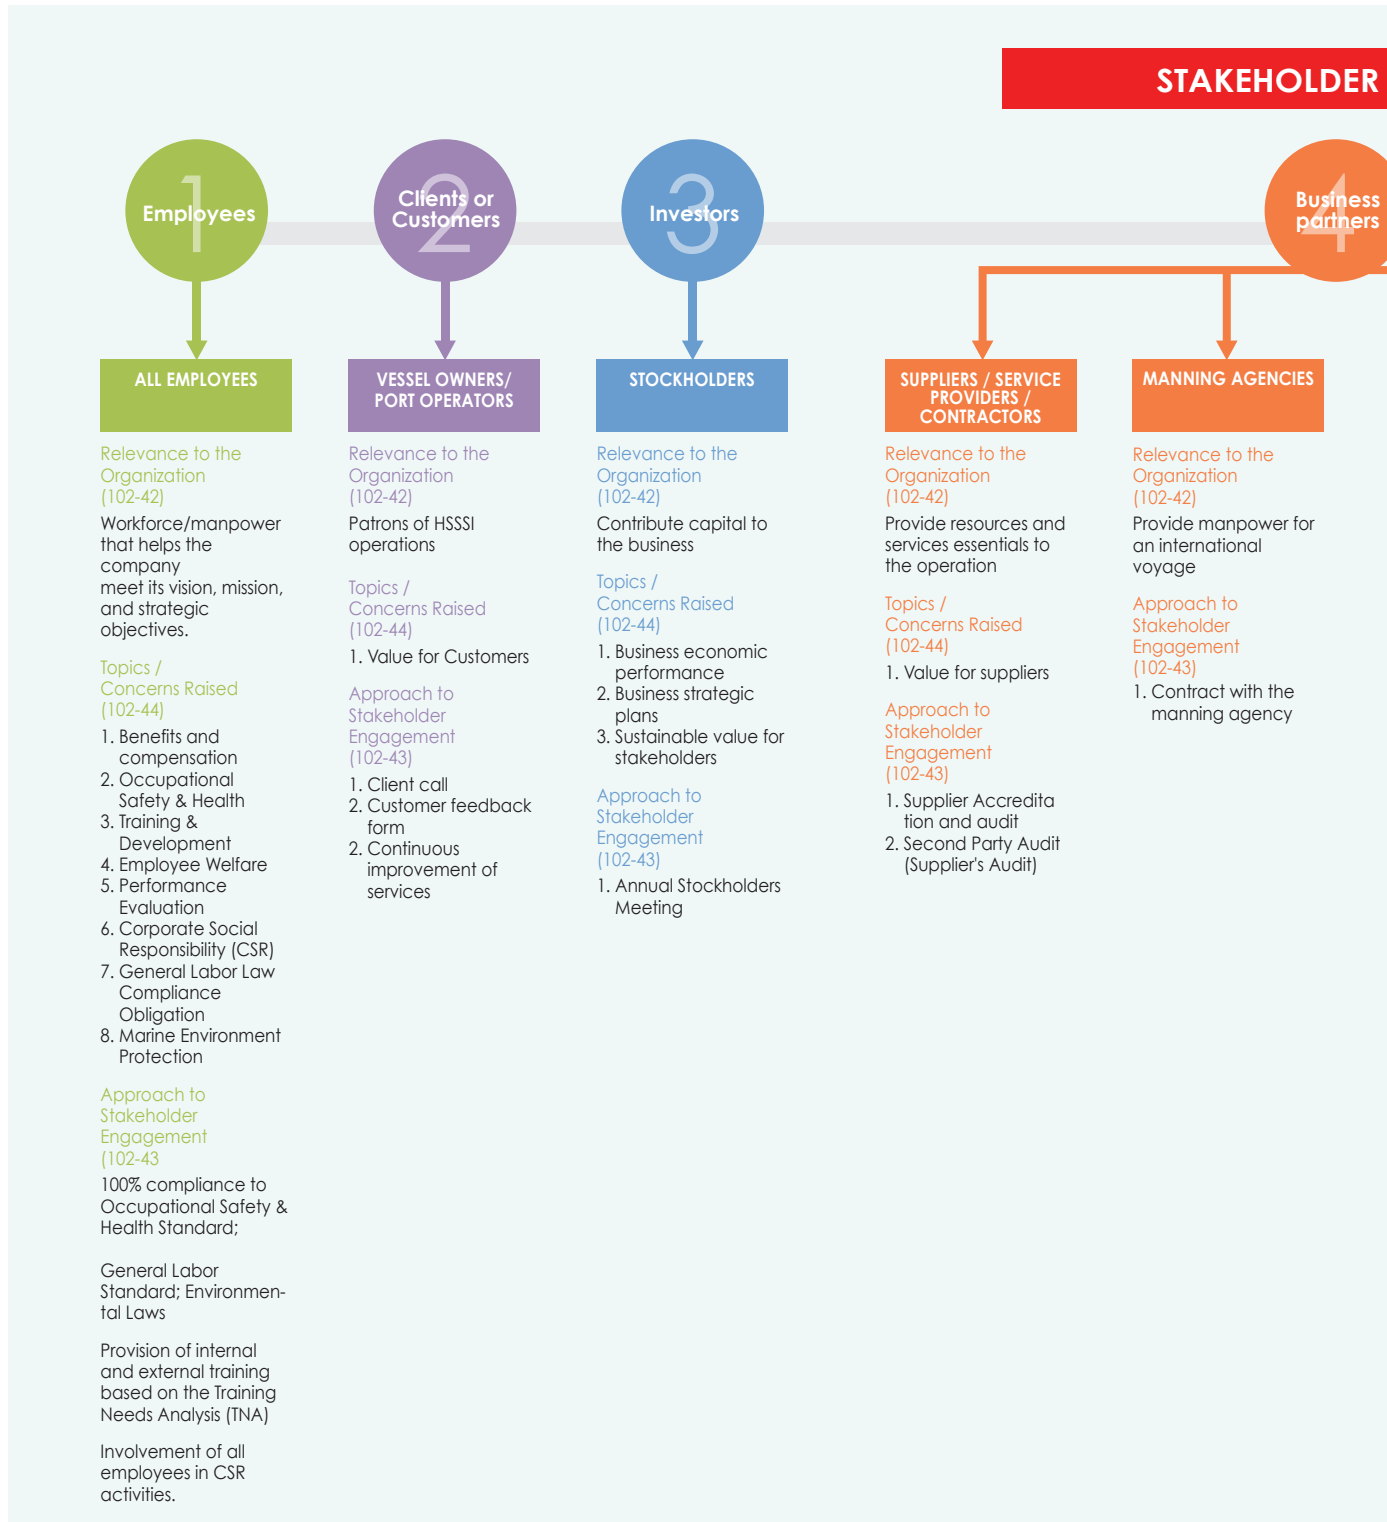 STAKEHOLDER
1
Employees
2
Clients or
Customers
3
Investors
4
Business
partners
ALL EMPLOYEES
Relevance to the
Organization
(102-42)
Workforce/manpower
that helps the
company
meet its vision, mission,
and strategic
objectives.
Topics /
Concerns Raised
(102-44)
1. Benefits and
compensation
2. Occupational
Safety & Health
3. Training &
Development
4. Employee Welfare
5. Performance
Evaluation
6. Corporate Social
Responsibility (CSR)
7. General Labor Law
Compliance
Obligation
8. Marine Environment
Protection
Approach to
Stakeholder
Engagement
(102-43
100% compliance to
Occupational Safety &
Health Standard;
General Labor
Standard; Environmen-
tal Laws
Provision of internal
and external training
based on the Training
Needs Analysis (TNA)
Involvement of all
employees in CSR
activities.
VESSEL OWNERS/
PORT OPERATORS
Relevance to the
Organization
(102-42)
Patrons of HSSSI
operations
Topics /
Concerns Raised
(102-44)
1. Value for Customers
Approach to
Stakeholder
Engagement
(102-43)
1. Client call
2. Customer feedback
form
2. Continuous
improvement of
services
STOCKHOLDERS
Relevance to the
Organization
(102-42)
Contribute capital to
the business
Topics /
Concerns Raised
(102-44)
1. Business economic
performance
2. Business strategic
plans
3. Sustainable value for
stakeholders
Approach to
Stakeholder
Engagement
(102-43)
1. Annual Stockholders
Meeting
SUPPLIERS / SERVICE
PROVIDERS /
CONTRACTORS
Relevance to the
Organization
(102-42)
Provide resources and
services essentials to
the operation
Topics /
Concerns Raised
(102-44)
1. Value for suppliers
Approach to
Stakeholder
Engagement
(102-43)
1. Supplier Accredita
tion and audit
2. Second Party Audit
(Supplier's Audit)
MANNING AGENCIES
Relevance to the
Organization
(102-42)
Provide manpower for
an international
voyage
Approach to
Stakeholder
Engagement
(102-43)
1. Contract with the
manning agency